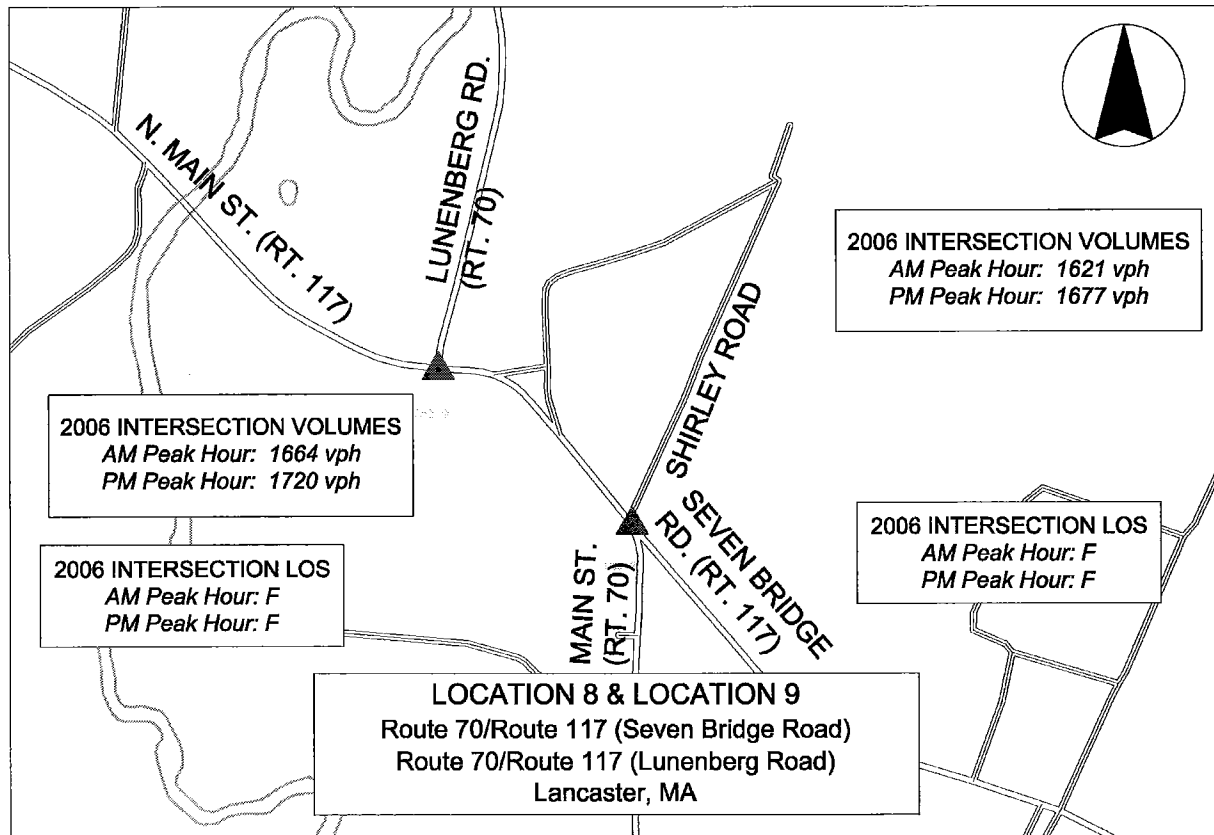 N. MAIN ST. (RT. 117)
LUNENBERG RD.
(RT. 70)
SHIRLEY ROAD
2006 INTERSECTION VOLUMES
AM Peak Hour: 1621 vph
PM Peak Hour: 1677 vph
2006 INTERSECTION VOLUMES
AM Peak Hour: 1664 vph
PM Peak Hour: 1720 vph
2006 INTERSECTION LOS
AM Peak Hour: F
PM Peak Hour: F
MAIN ST.
(RT. 70)
SEVEN BRIDGE
RD. (RT. 117)
2006 INTERSECTION LOS
AM Peak Hour: F
PM Peak Hour: F
LOCATION 8 & LOCATION 9
Route 70/Route 117 (Seven Bridge Road)
Route 70/Route 117 (Lunenberg Road)
Lancaster, MA